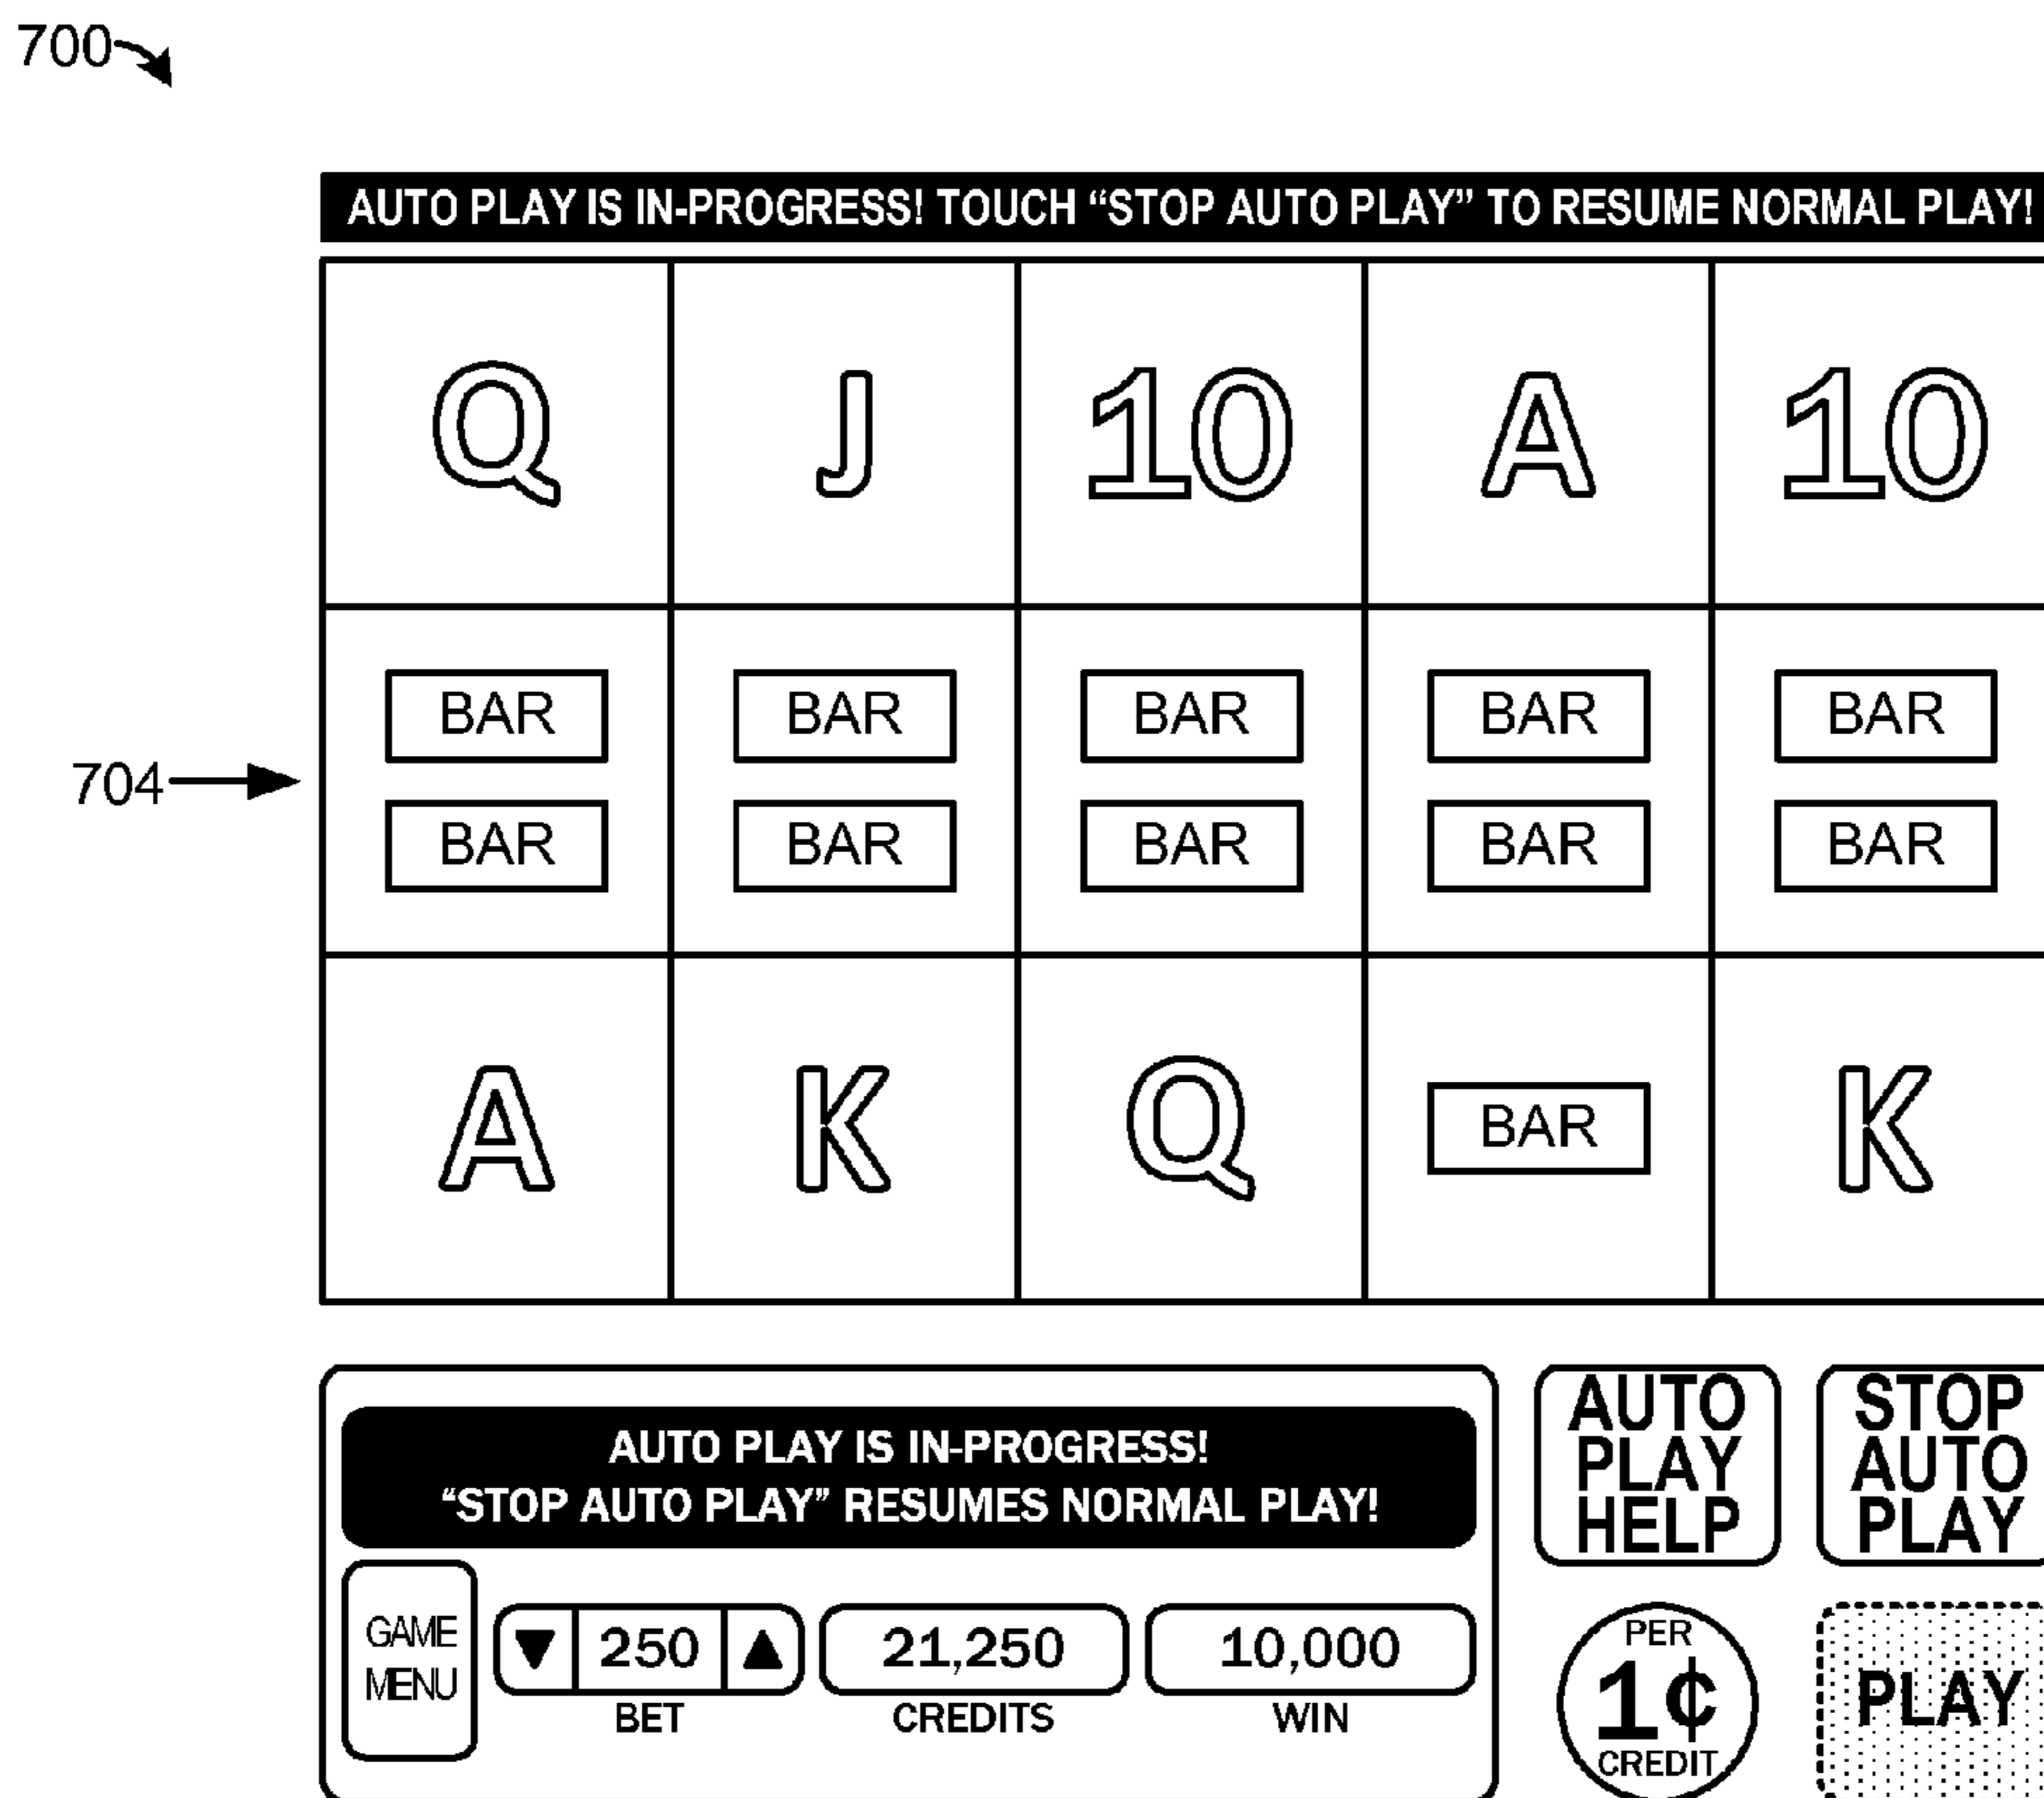 700
AUTO PLAY IS IN-PROGRESS! TOUCH “STOP AUTO PLAY” TO RESUME NORMAL PLAY!
Q J 10 A 10
BAR BAR BAR BAR BAR
704
BAR BAR BAR BAR BAR
A K Q BAR K
AUTO PLAY IS IN-PROGRESS!
“STOP AUTO PLAY” RESUMES NORMAL PLAY!
AUTO
PLAY
HELP
STOP
AUTO
PLAY
GAME
MENU
250
BET
21,250
CREDITS
10,000
WIN
PER
1¢
CREDIT
PLAY